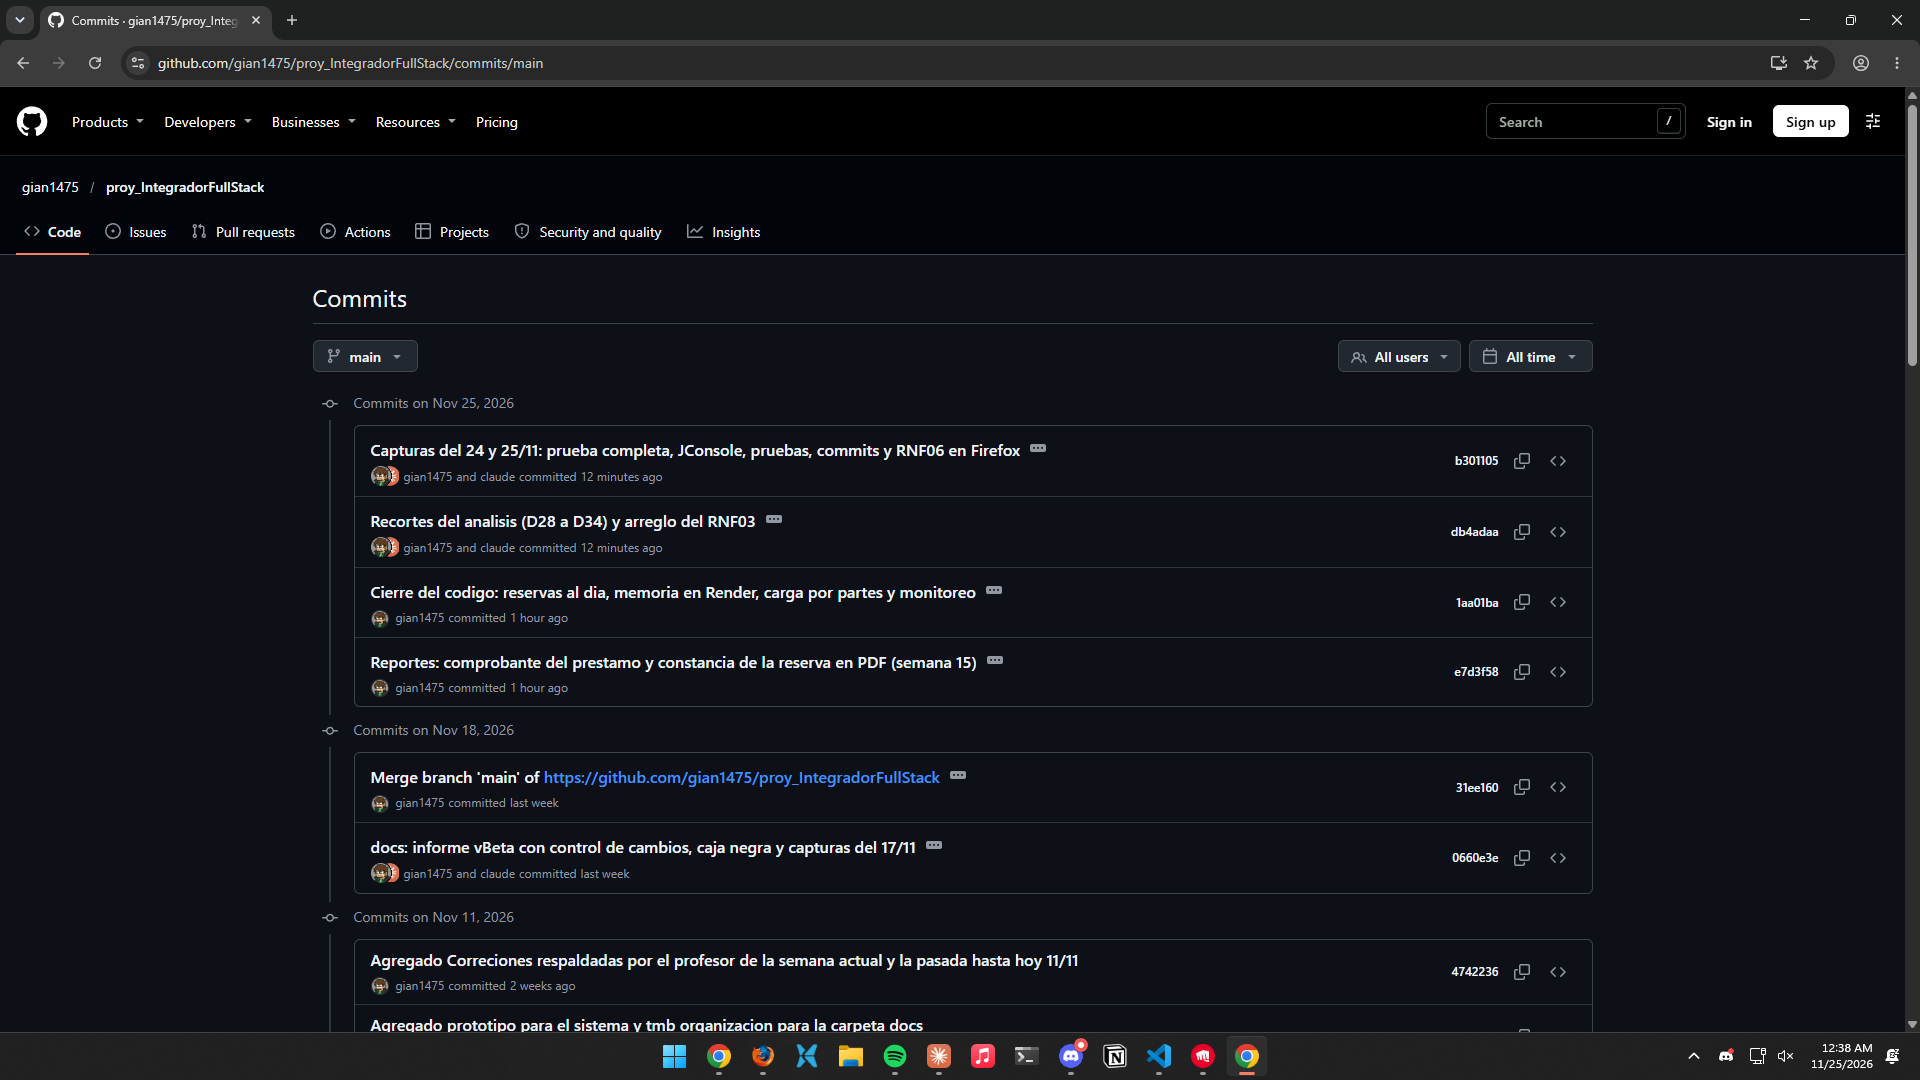 Commits · gian1475/proy_Integ
github.com/gian1475/proy_IntegradorFullStack/commits/main
Products
Developers
Businesses
Resources
Pricing
Search
/
Sign in
Sign up
gian1475 / proy_IntegradorFullStack
Code
Issues
Pull requests
Actions
Projects
Security and quality
Insights
Commits
main
All users
All time
Commits on Nov 25, 2026
Capturas del 24 y 25/11: prueba completa, JConsole, pruebas, commits y RNF06 en Firefox
gian1475 and claude committed 12 minutes ago
b301105
Recortes del analisis (D28 a D34) y arreglo del RNF03
gian1475 and claude committed 12 minutes ago
db4adaa
Cierre del codigo: reservas al dia, memoria en Render, carga por partes y monitoreo
gian1475 committed 1 hour ago
1aa01ba
Reportes: comprobante del prestamo y constancia de la reserva en PDF (semana 15)
gian1475 committed 1 hour ago
e7d3f58
Commits on Nov 18, 2026
Merge branch 'main' of https://github.com/gian1475/proy_IntegradorFullStack
gian1475 committed last week
31ee160
docs: informe vBeta con control de cambios, caja negra y capturas del 17/11
gian1475 and claude committed last week
0660e3e
Commits on Nov 11, 2026
Agregado Correciones respaldadas por el profesor de la semana actual y la pasada hasta hoy 11/11
gian1475 committed 2 weeks ago
4742236
Agregado prototipo para el sistema y tmb organizacion para la carpeta docs
12:38 AM
11/25/2026